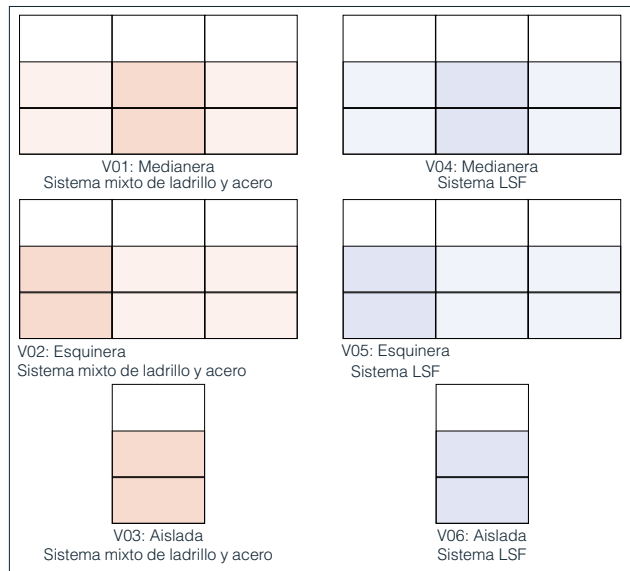 V01: Medianera
Sistema mixto de ladrillo y acero
V04: Medianera
Sistema LSF
V02: Esquinera
Sistema mixto de ladrillo y acero
V05: Esquinera
Sistema LSF
V03: Aislada
Sistema mixto de ladrillo y acero
V06: Aislada
Sistema LSF